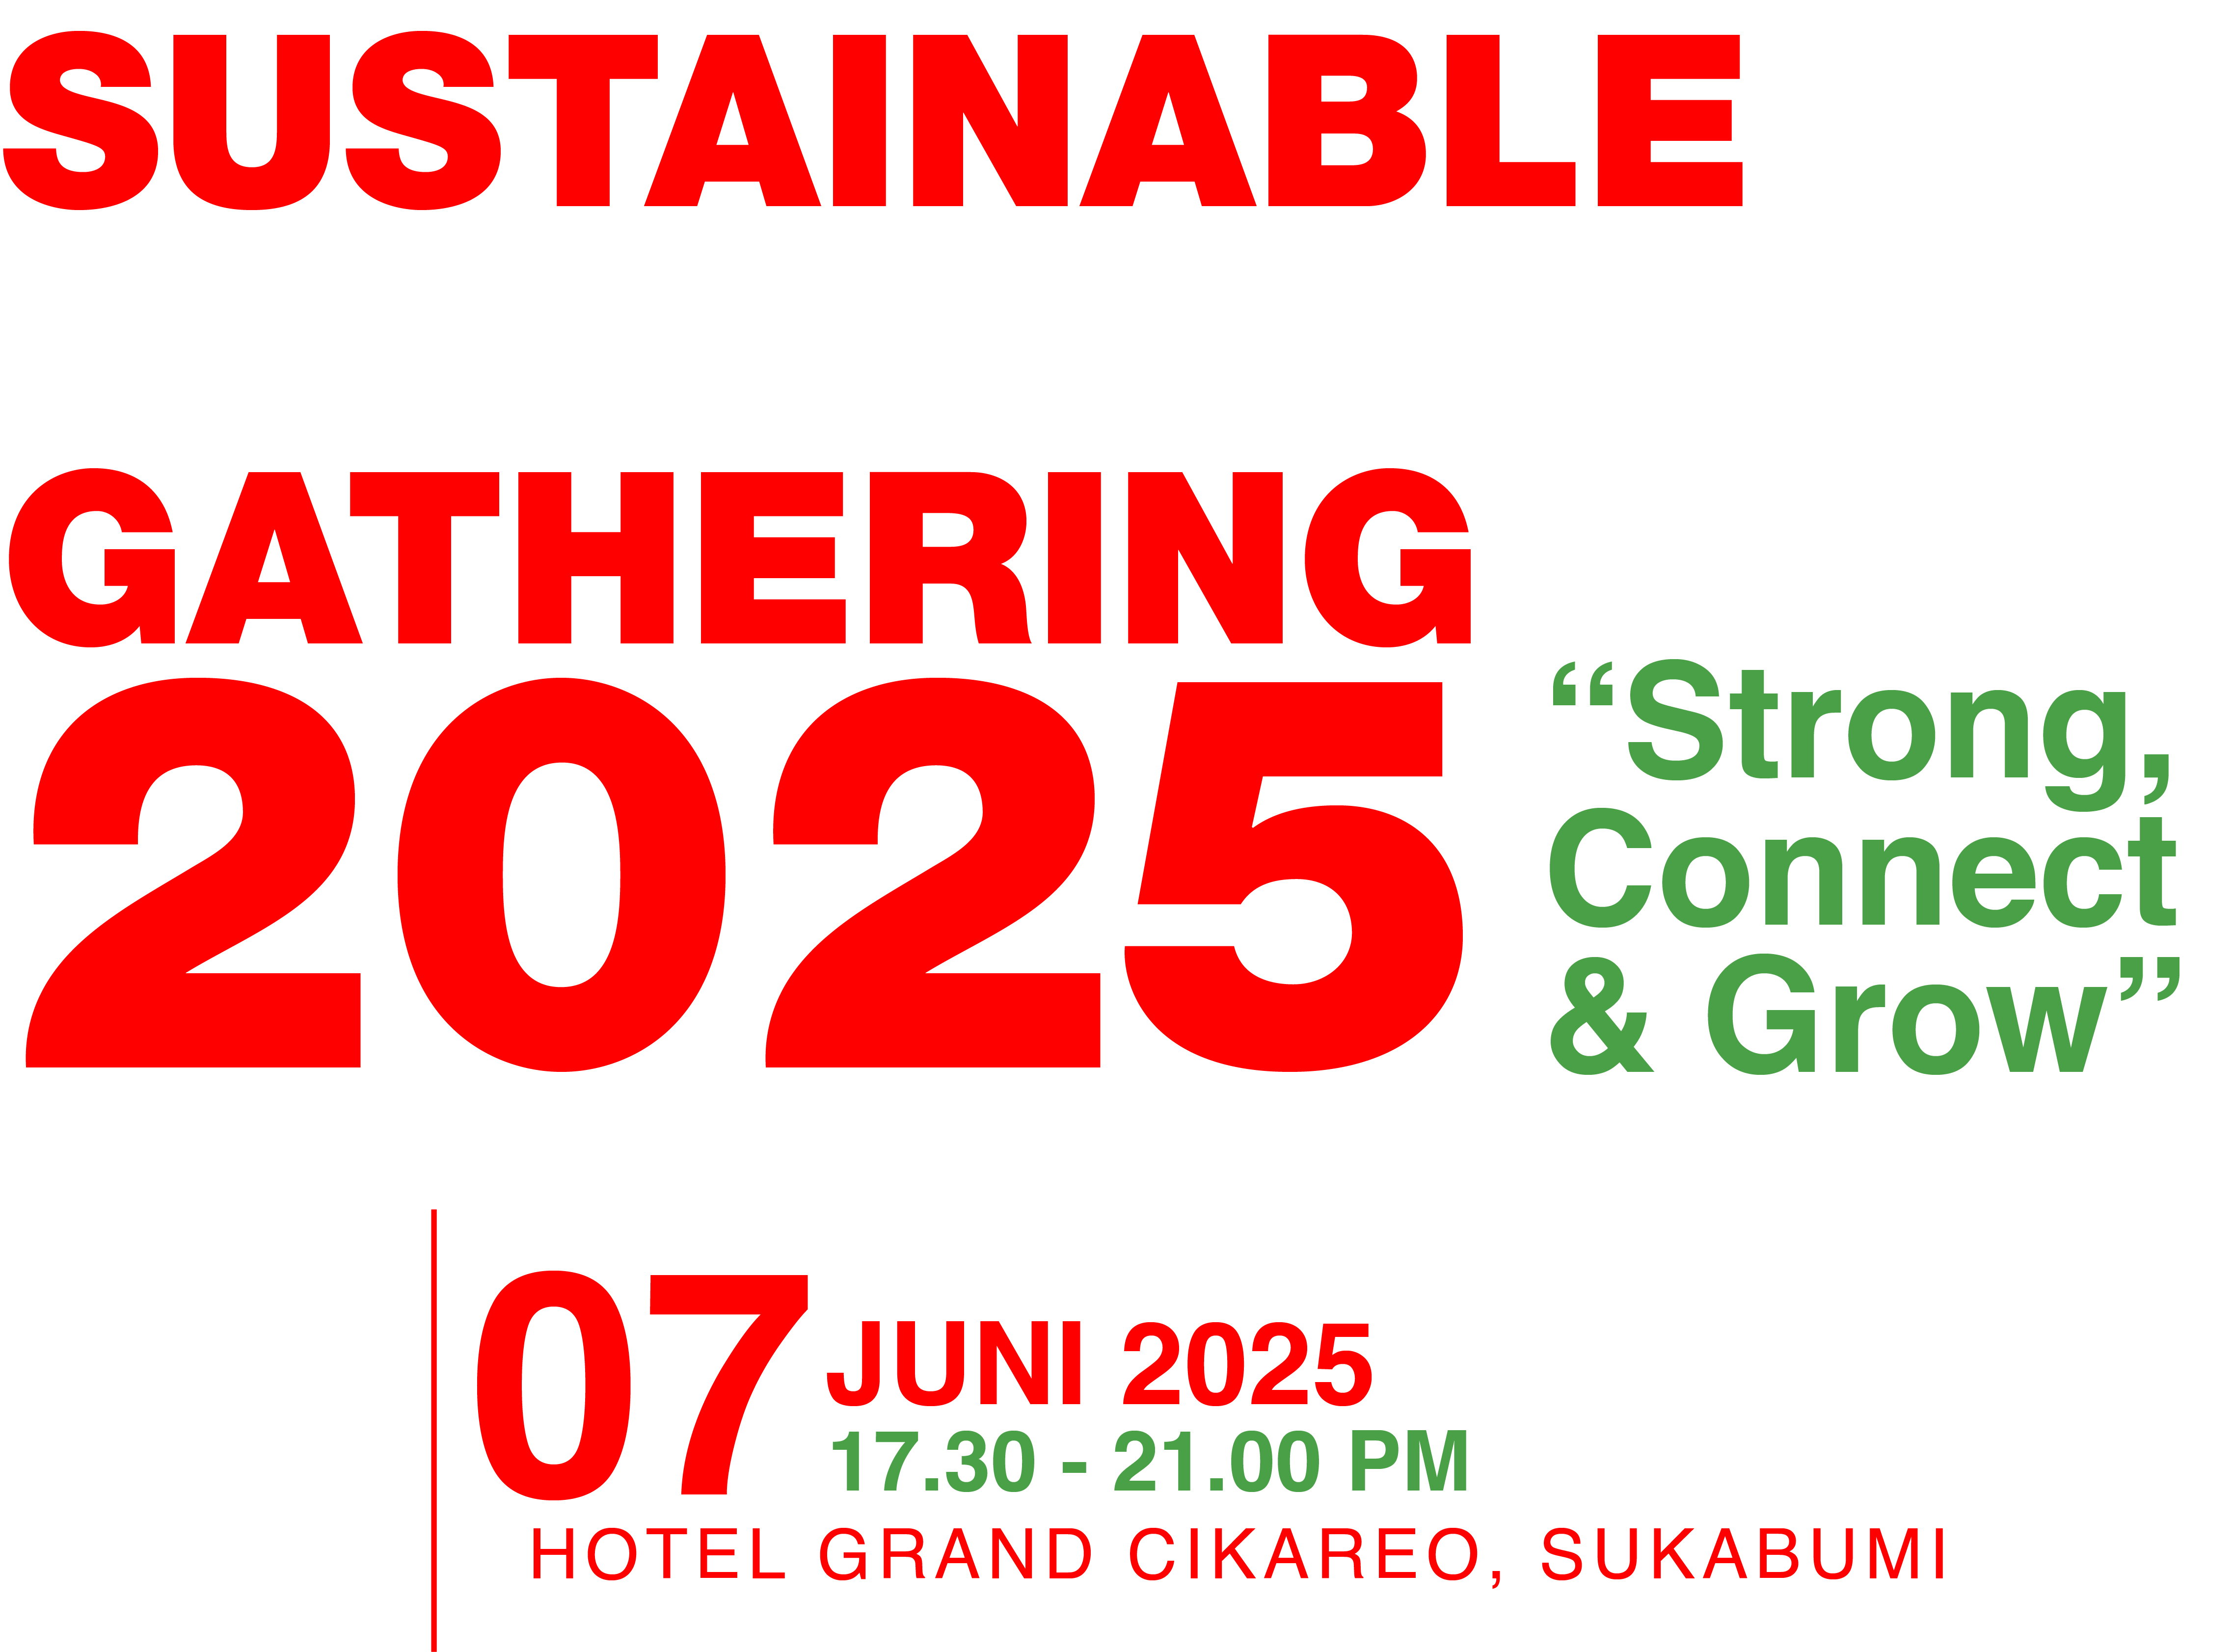 SUSTAINABLE
GATHERING
2025
“Strong,
Connect
& Grow”
07
JUNI 2025
17.30 - 21.00 PM
HOTEL GRAND CIKAREO, SUKABUMI